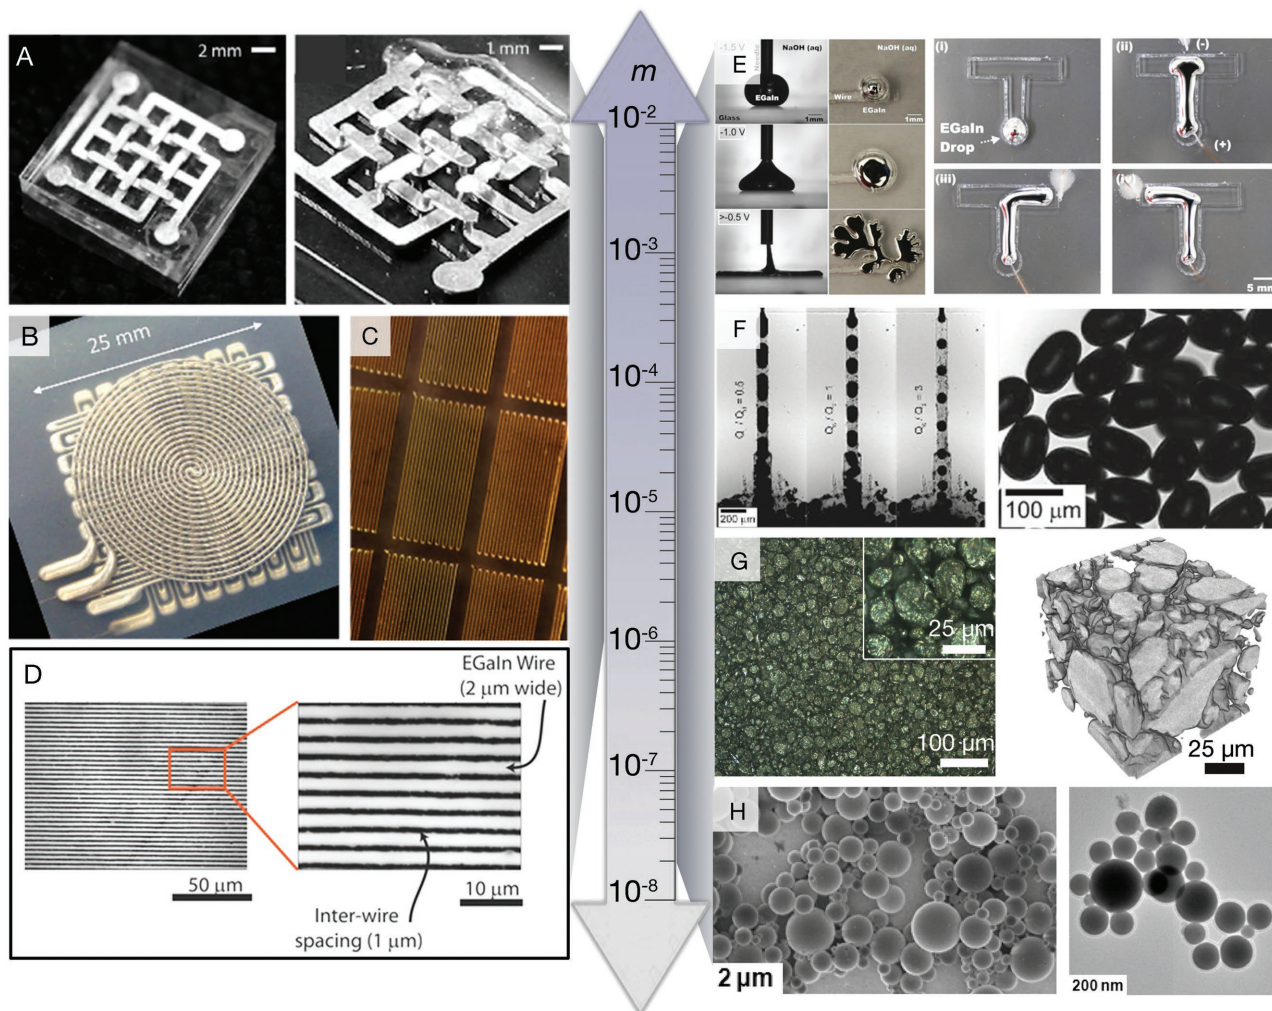 A
2 mm
1 mm
B
25 mm
C
D
EGaIn Wire
(2 μm wide)
50 μm
10 μm
Inter-wire
spacing (1 μm)
m
10-2
10-3
10-4
10-5
10-6
10-7
10-8
E
-1.5 V
Needle
NaOH (aq)
EGaIn
Glass
NaOH (aq)
Wire
EGaIn
1mm
-1.0 V
>-0.5 V
(i)
EGaIn
Drop
(ii)
(-)
(+)
(iii)
5 mm
F
200 μm
100 μm
G
25 μm
100 μm
25 μm
H
2 μm
200 nm